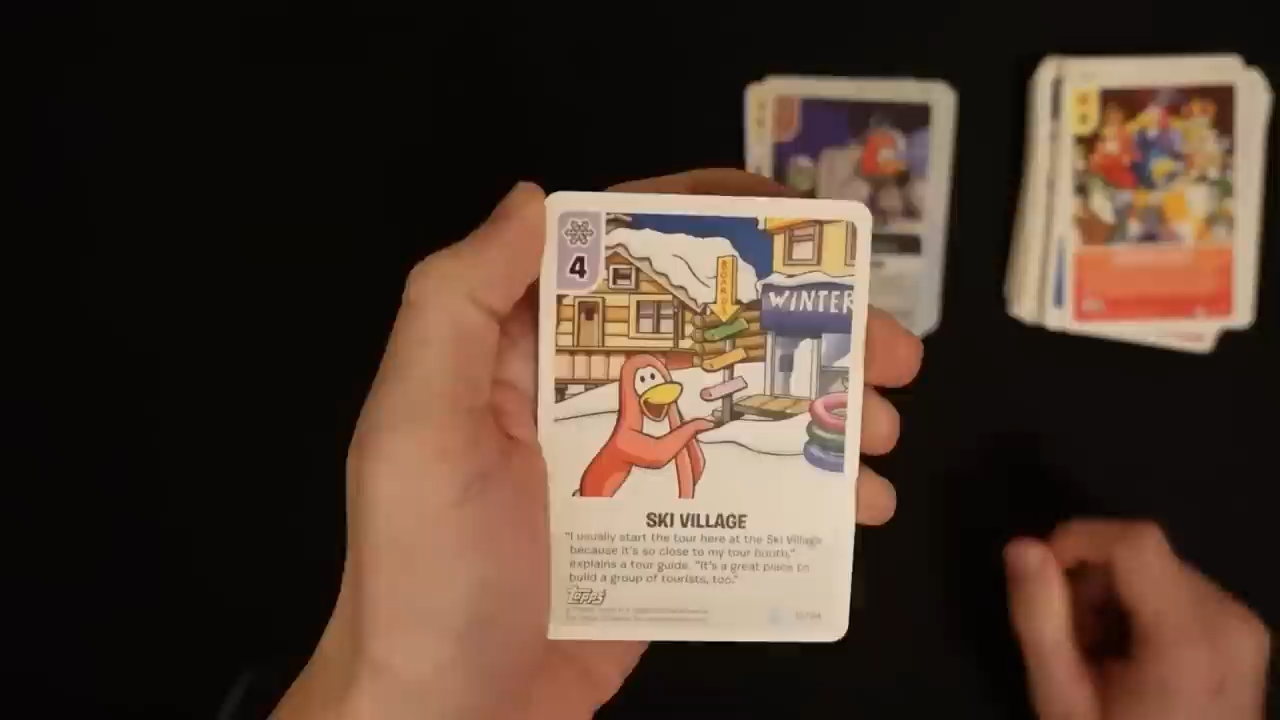 4
BOARDS
WINTER
SKI VILLAGE
"I usually start the tour here at the Ski Village
because it's so close to my tour booth,"
explains a tour guide. "It's a great place to
build a group of tourists, too."
Topps